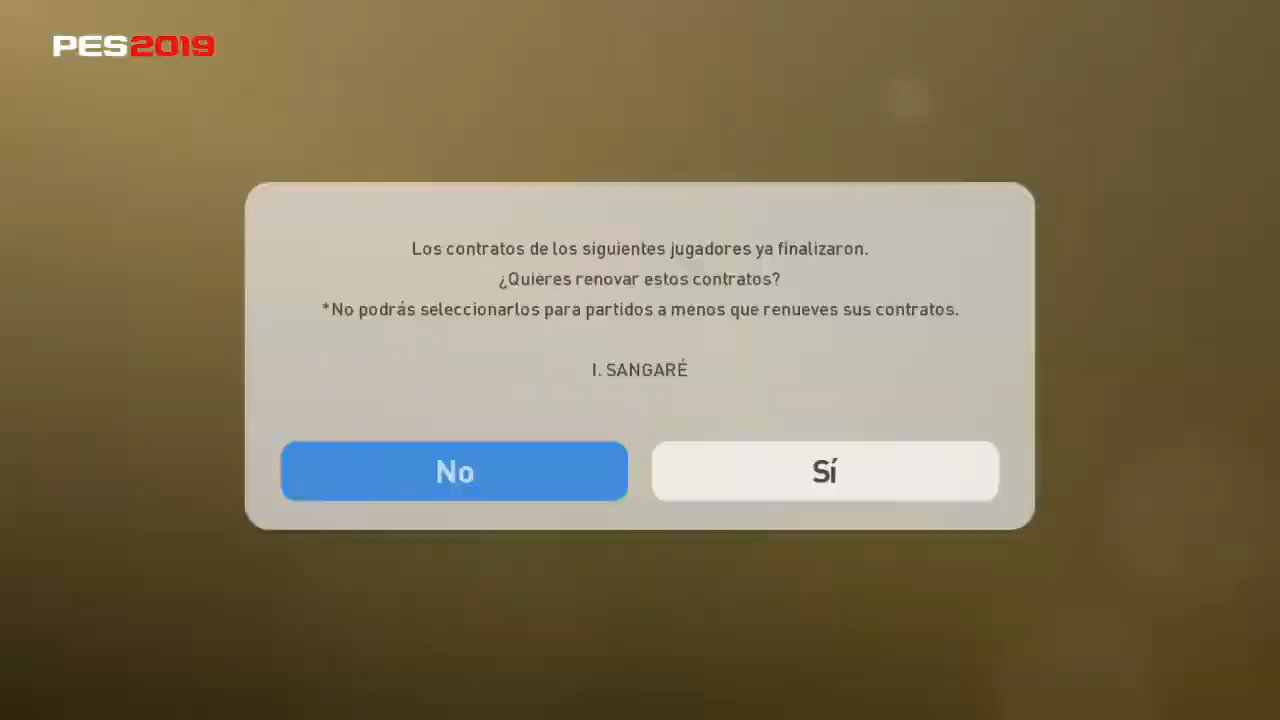 PES2019
Los contratos de los siguientes jugadores ya finalizaron.
¿Quieres renovar estos contratos?
*No podrás seleccionarlos para partidos a menos que renueves sus contratos.
I. SANGARÉ
No
Sí